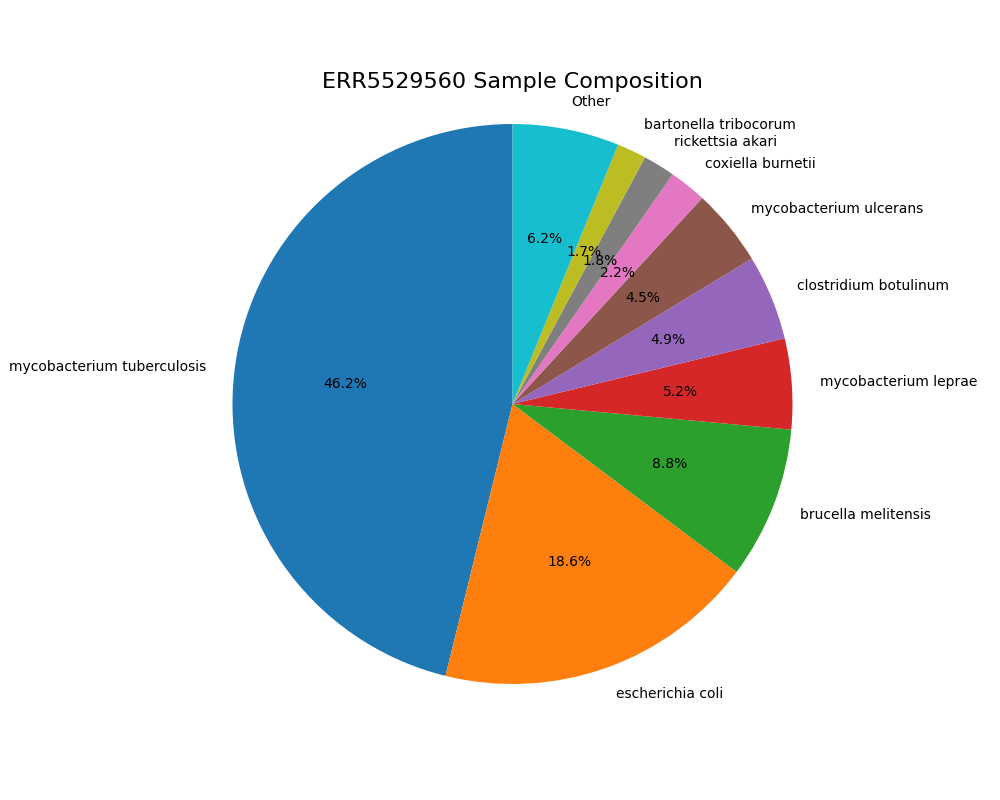 ERR5529560 Sample Composition
Other
bartonella tribocorum
rickettsia akari
coxiella burnetii
mycobacterium ulcerans
clostridium botulinum
mycobacterium leprae
brucella melitensis
escherichia coli
mycobacterium tuberculosis
6.2%
1.7%
1.8%
2.2%
4.5%
4.9%
5.2%
8.8%
18.6%
46.2%